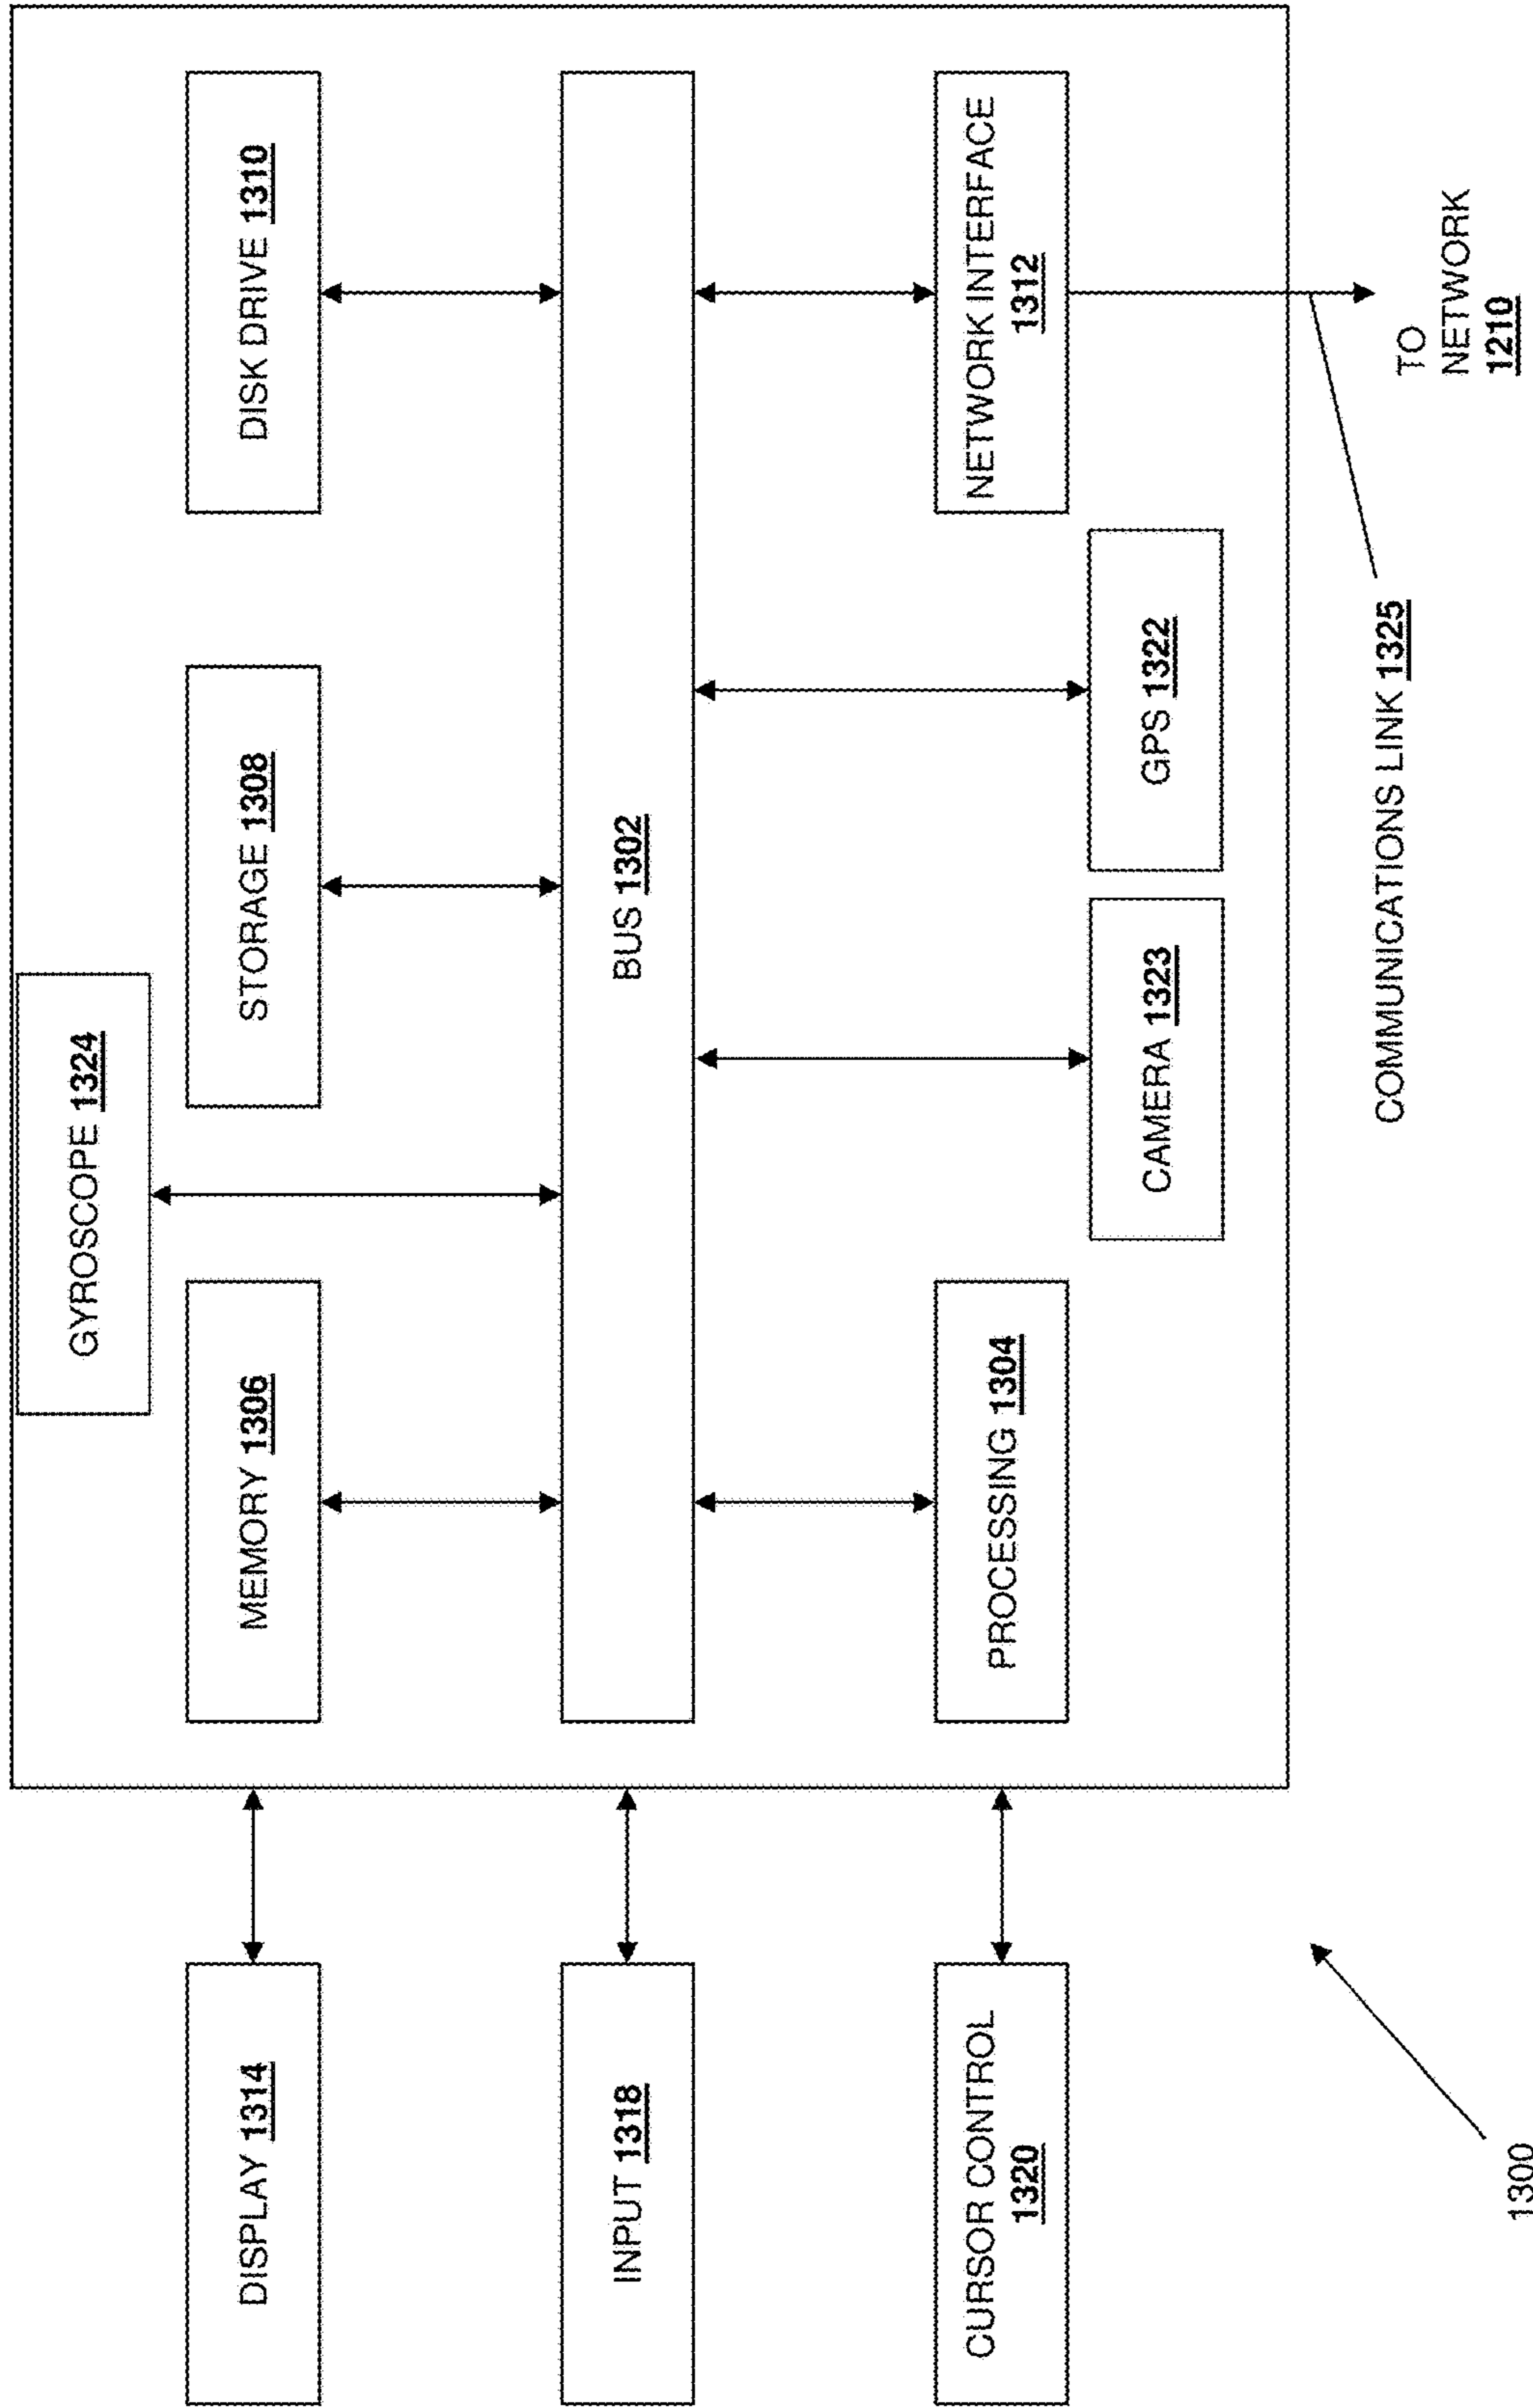 GYROSCOPE 1324
DISPLAY 1314
MEMORY 1306
STORAGE 1308
DISK DRIVE 1310
INPUT 1318
BUS 1302
CURSOR CONTROL
1320
PROCESSING 1304
NETWORK INTERFACE
1312
CAMERA 1323
GPS 1322
COMMUNICATIONS LINK 1325
TO
NETWORK
1210
1300